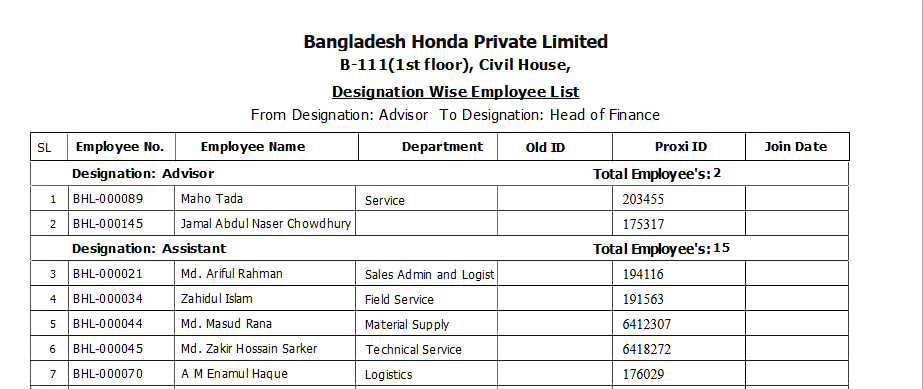 Bangladesh Honda Private Limited
B-111(1st floor), Civil House,
Designation Wise Employee List
From Designation: Advisor To Designation: Head of Finance
SL Employee No. Employee Name Department Old ID Proxi ID Join Date
Designation: Advisor Total Employee's: 2
1 BHL-000089 Maho Tada Service 203455
2 BHL-000145 Jamal Abdul Naser Chowdhury 175317
Designation: Assistant Total Employee's: 15
3 BHL-000021 Md. Ariful Rahman Sales Admin and Logist 194116
4 BHL-000034 Zahidul Islam Field Service 191563
5 BHL-000044 Md. Masud Rana Material Supply 6412307
6 BHL-000045 Md. Zakir Hossain Sarker Technical Service 6418272
7 BHL-000070 A M Enamul Haque Logistics 176029